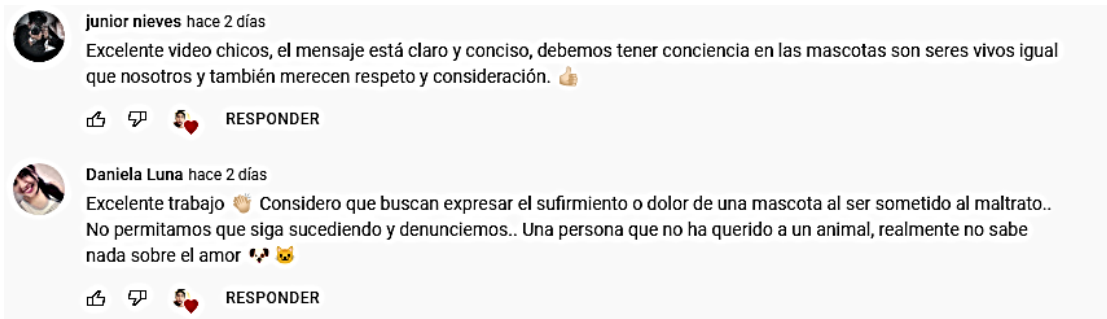 junior nieves hace 2 días
Excelente video chicos, el mensaje está claro y conciso, debemos tener conciencia en las mascotas son seres vivos igual
que nosotros y también merecen respeto y consideración. 👍🏼
RESPONDER
Daniela Luna hace 2 días
Excelente trabajo 👏🏼 Considero que buscan expresar el sufirmiento o dolor de una mascota al ser sometido al maltrato..
No permitamos que siga sucediendo y denunciemos.. Una persona que no ha querido a un animal, realmente no sabe
nada sobre el amor 🐶 🐱
RESPONDER